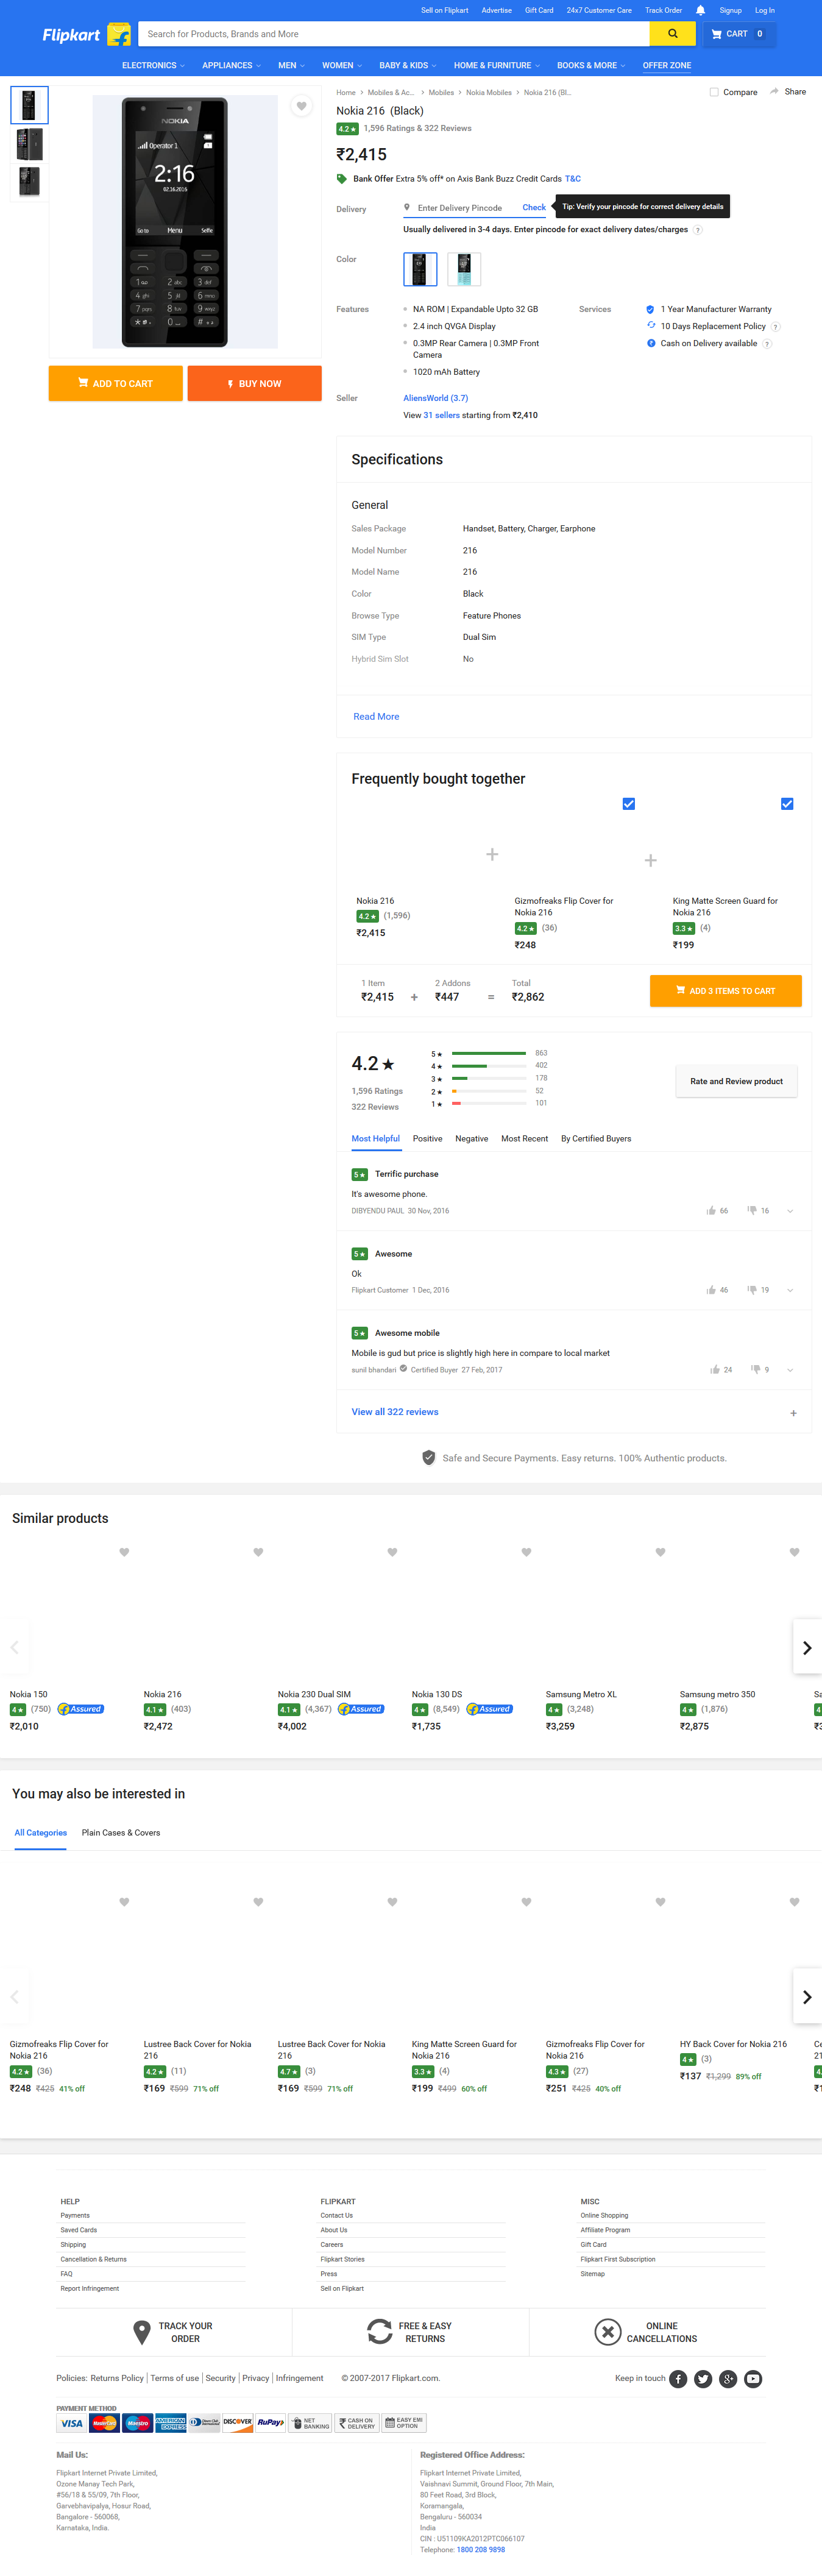 Sell on Flipkart Advertise Gift Card 24x7 Customer Care Track Order Signup Log In
Flipkart Search for Products, Brands and More CART 0
ELECTRONICS APPLIANCES MEN WOMEN BABY & KIDS HOME & FURNITURE BOOKS & MORE OFFER ZONE
Home > Mobiles & Ac... > Mobiles > Nokia Mobiles > Nokia 216 (Bl... Compare Share
Nokia 216 (Black)
4.2 ★ 1,596 Ratings & 322 Reviews
₹2,415
Bank Offer Extra 5% off* on Axis Bank Buzz Credit Cards T&C
Delivery Enter Delivery Pincode Check Tip: Verify your pincode for correct delivery details
Usually delivered in 3-4 days. Enter pincode for exact delivery dates/charges ?
NOKIA
Operator 1
2:16
02.16.2016
Go to Menu Names
Color
Features
NA ROM | Expandable Upto 32 GB
2.4 inch QVGA Display
0.3MP Rear Camera | 0.3MP Front
Camera
1020 mAh Battery
Services
1 Year Manufacturer Warranty
10 Days Replacement Policy ?
Cash on Delivery available ?
ADD TO CART BUY NOW
Seller AliensWorld (3.7)
View 31 sellers starting from ₹2,410
Specifications
General
Sales Package Handset, Battery, Charger, Earphone
Model Number 216
Model Name 216
Color Black
Browse Type Feature Phones
SIM Type Dual Sim
Hybrid Sim Slot No
Read More
Frequently bought together
+ +
Nokia 216
4.2 ★ (1,596)
₹2,415
Gizmofreaks Flip Cover for
Nokia 216
4.2 ★ (36)
₹248
King Matte Screen Guard for
Nokia 216
3.3 ★ (4)
₹199
1 Item 2 Addons Total
₹2,415 + ₹447 = ₹2,862
ADD 3 ITEMS TO CART
4.2 ★
1,596 Ratings
322 Reviews
5 ★ 863
4 ★ 402
3 ★ 178
2 ★ 52
1 ★ 101
Rate and Review product
Most Helpful Positive Negative Most Recent By Certified Buyers
5 ★ Terrific purchase
It's awesome phone.
DIBYENDU PAUL 30 Nov, 2016 66 16
5 ★ Awesome
Ok
Flipkart Customer 1 Dec, 2016 46 19
5 ★ Awesome mobile
Mobile is gud but price is slightly high here in compare to local market
sunil bhandari Certified Buyer 27 Feb, 2017 24 9
View all 322 reviews +
Safe and Secure Payments. Easy returns. 100% Authentic products.
Similar products
Nokia 150
4 ★ (750) Assured
₹2,010
Nokia 216
4.1 ★ (403)
₹2,472
Nokia 230 Dual SIM
4.1 ★ (4,367) Assured
₹4,002
Nokia 130 DS
4 ★ (8,549) Assured
₹1,735
Samsung Metro XL
4 ★ (3,248)
₹3,259
Samsung metro 350
4 ★ (1,876)
₹2,875
You may also be interested in
All Categories Plain Cases & Covers
Gizmofreaks Flip Cover for
Nokia 216
4.2 ★ (36)
₹248 ₹425 41% off
Lustree Back Cover for Nokia
216
4.2 ★ (11)
₹169 ₹599 71% off
Lustree Back Cover for Nokia
216
4.7 ★ (3)
₹169 ₹599 71% off
King Matte Screen Guard for
Nokia 216
3.3 ★ (4)
₹199 ₹499 60% off
Gizmofreaks Flip Cover for
Nokia 216
4.3 ★ (27)
₹251 ₹425 40% off
HY Back Cover for Nokia 216
4 ★ (3)
₹137 ₹1,299 89% off
HELP
Payments
Saved Cards
Shipping
Cancellation & Returns
FAQ
Report Infringement
FLIPKART
Contact Us
About Us
Careers
Flipkart Stories
Press
Sell on Flipkart
MISC
Online Shopping
Affiliate Program
Gift Card
Flipkart First Subscription
Sitemap
TRACK YOUR
ORDER
FREE & EASY
RETURNS
ONLINE
CANCELLATIONS
Policies: Returns Policy | Terms of use | Security | Privacy | Infringement © 2007-2017 Flipkart.com. Keep in touch
PAYMENT METHOD
VISA MasterCard Maestro AMERICAN EXPRESS DISCOVER RuPay NET BANKING CASH ON DELIVERY EASY EMI OPTION
Mail Us:
Flipkart Internet Private Limited,
Ozone Manay Tech Park,
#56/18 & 55/09, 7th Floor,
Garvebhavipalya, Hosur Road,
Bangalore - 560068,
Karnataka, India.
Registered Office Address:
Flipkart Internet Private Limited,
Vaishnavi Summit, Ground Floor, 7th Main,
80 Feet Road, 3rd Block,
Koramangala,
Bengaluru - 560034
India
CIN : U51109KA2012PTC066107
Telephone: 1800 208 9898